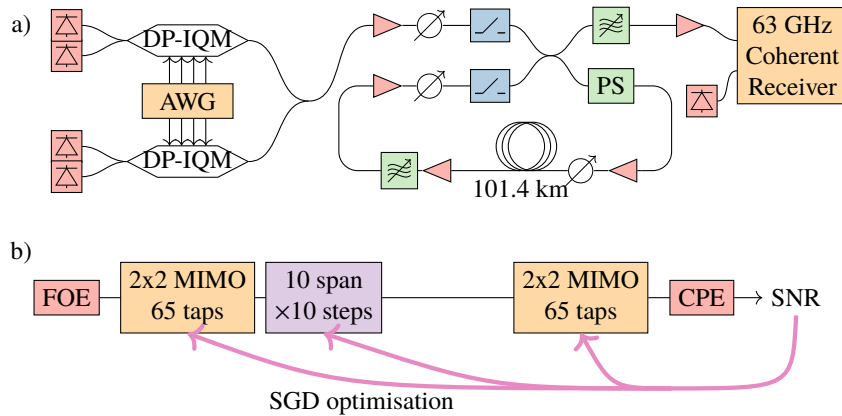 a)
DP-IQM
AWG
DP-IQM
PS
101.4 km
63 GHz
Coherent
Receiver
b)
FOE
2x2 MIMO
65 taps
10 span
×10 steps
2x2 MIMO
65 taps
CPE
SNR
SGD optimisation